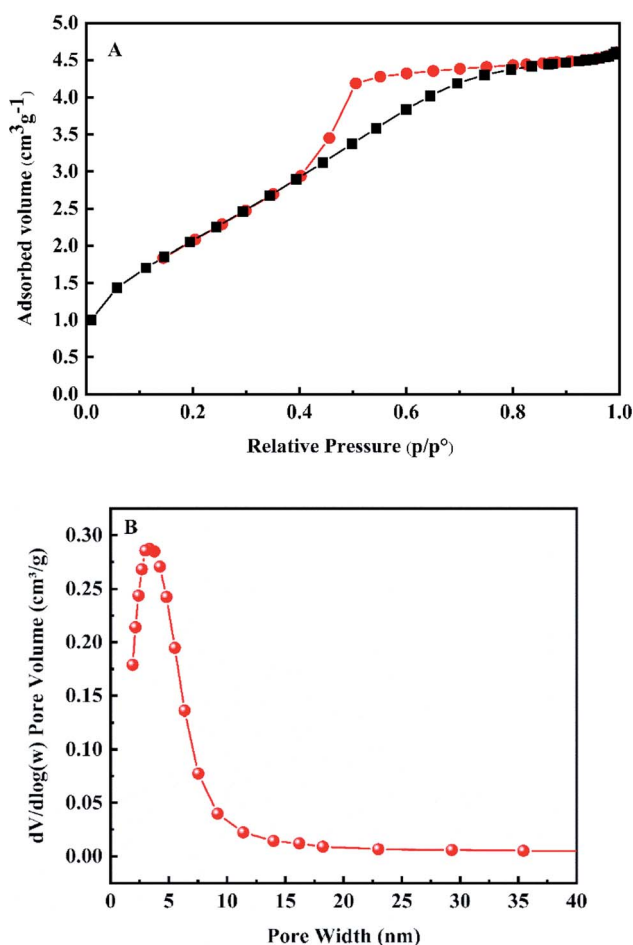 A
5.0
4.5
4.0
3.5
3.0
2.5
2.0
1.5
1.0
0.5
0.0
Adsorbed volume (cm³g⁻¹)
0.0 0.2 0.4 0.6 0.8 1.0
Relative Pressure (p/p°)
B
0.30
0.25
0.20
0.15
0.10
0.05
0.00
dV/dlog(w) Pore Volume (cm³/g)
0 5 10 15 20 25 30 35 40
Pore Width (nm)